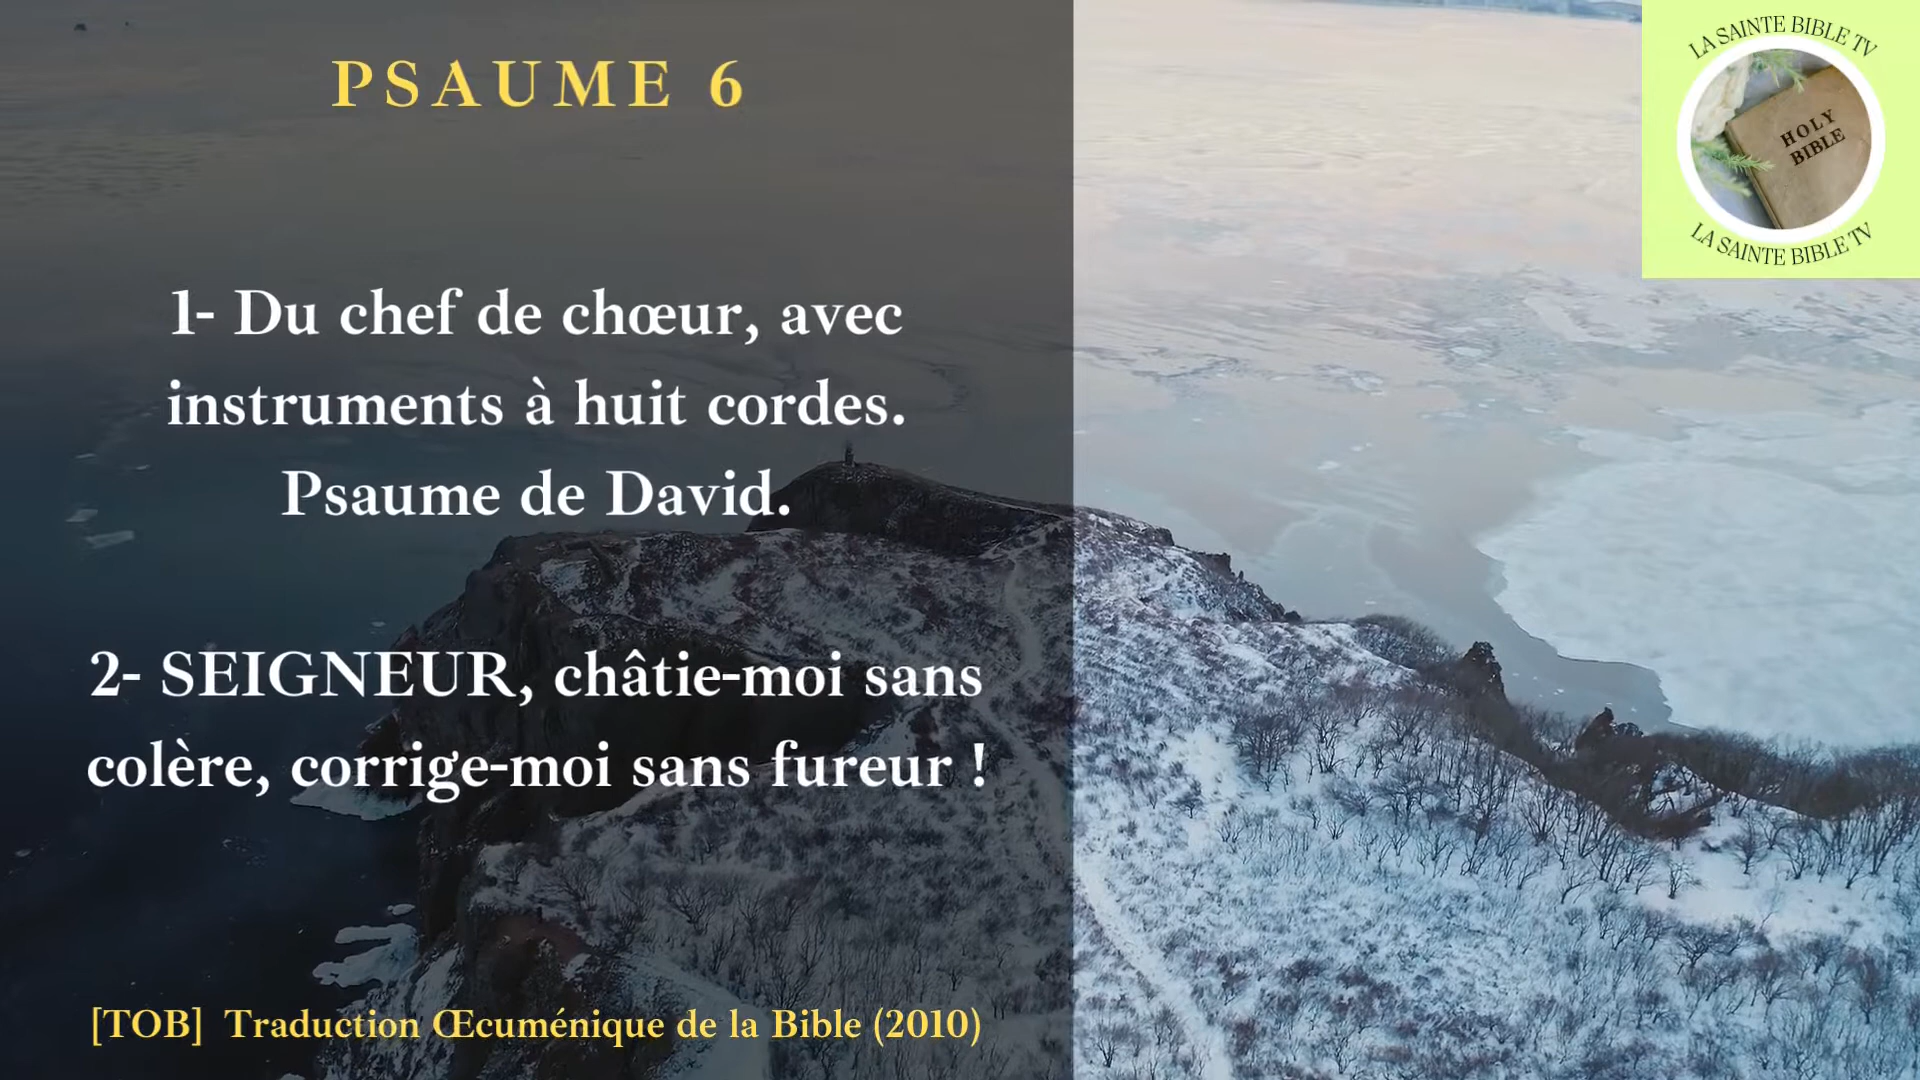 PSAUME 6
LA SAINTE BIBLE TV
HOLY
BIBLE
LA SAINTE BIBLE TV
1- Du chef de chœur, avec
instruments à huit cordes.
Psaume de David.
2- SEIGNEUR, châtie-moi sans
colère, corrige-moi sans fureur !
[TOB] Traduction Œcuménique de la Bible (2010)